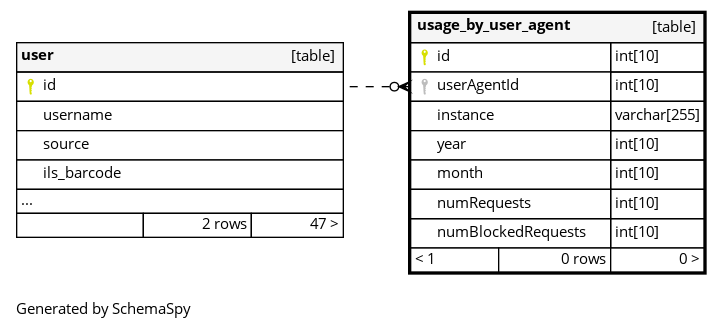 user [table]
id
username
source
ils_barcode
...
2 rows 47 >
usage_by_user_agent [table]
id int[10]
userAgentId int[10]
instance varchar[255]
year int[10]
month int[10]
numRequests int[10]
numBlockedRequests int[10]
< 1 0 rows 0 >
Generated by SchemaSpy